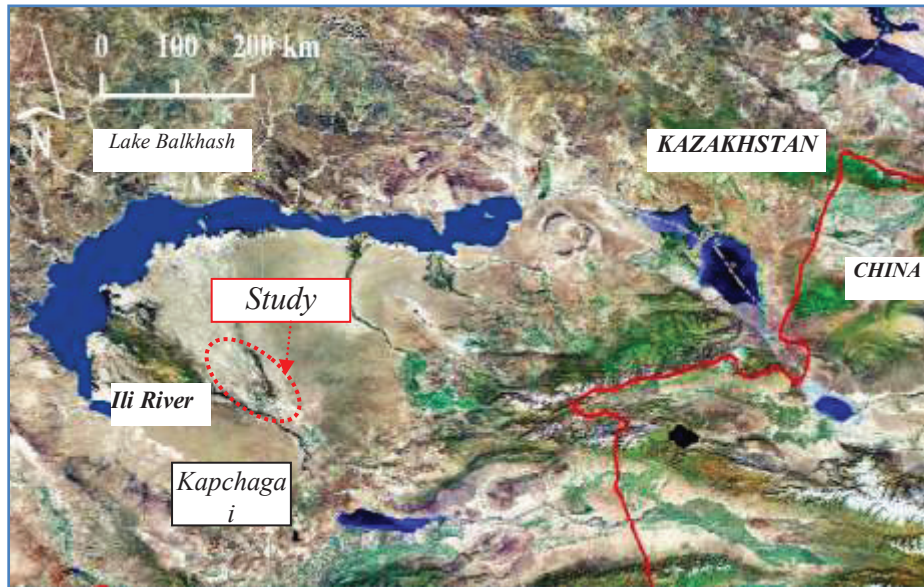 0 100 200 km
N
Lake Balkhash
KAZAKHSTAN
CHINA
Study
Ili River
Kapchaga
i